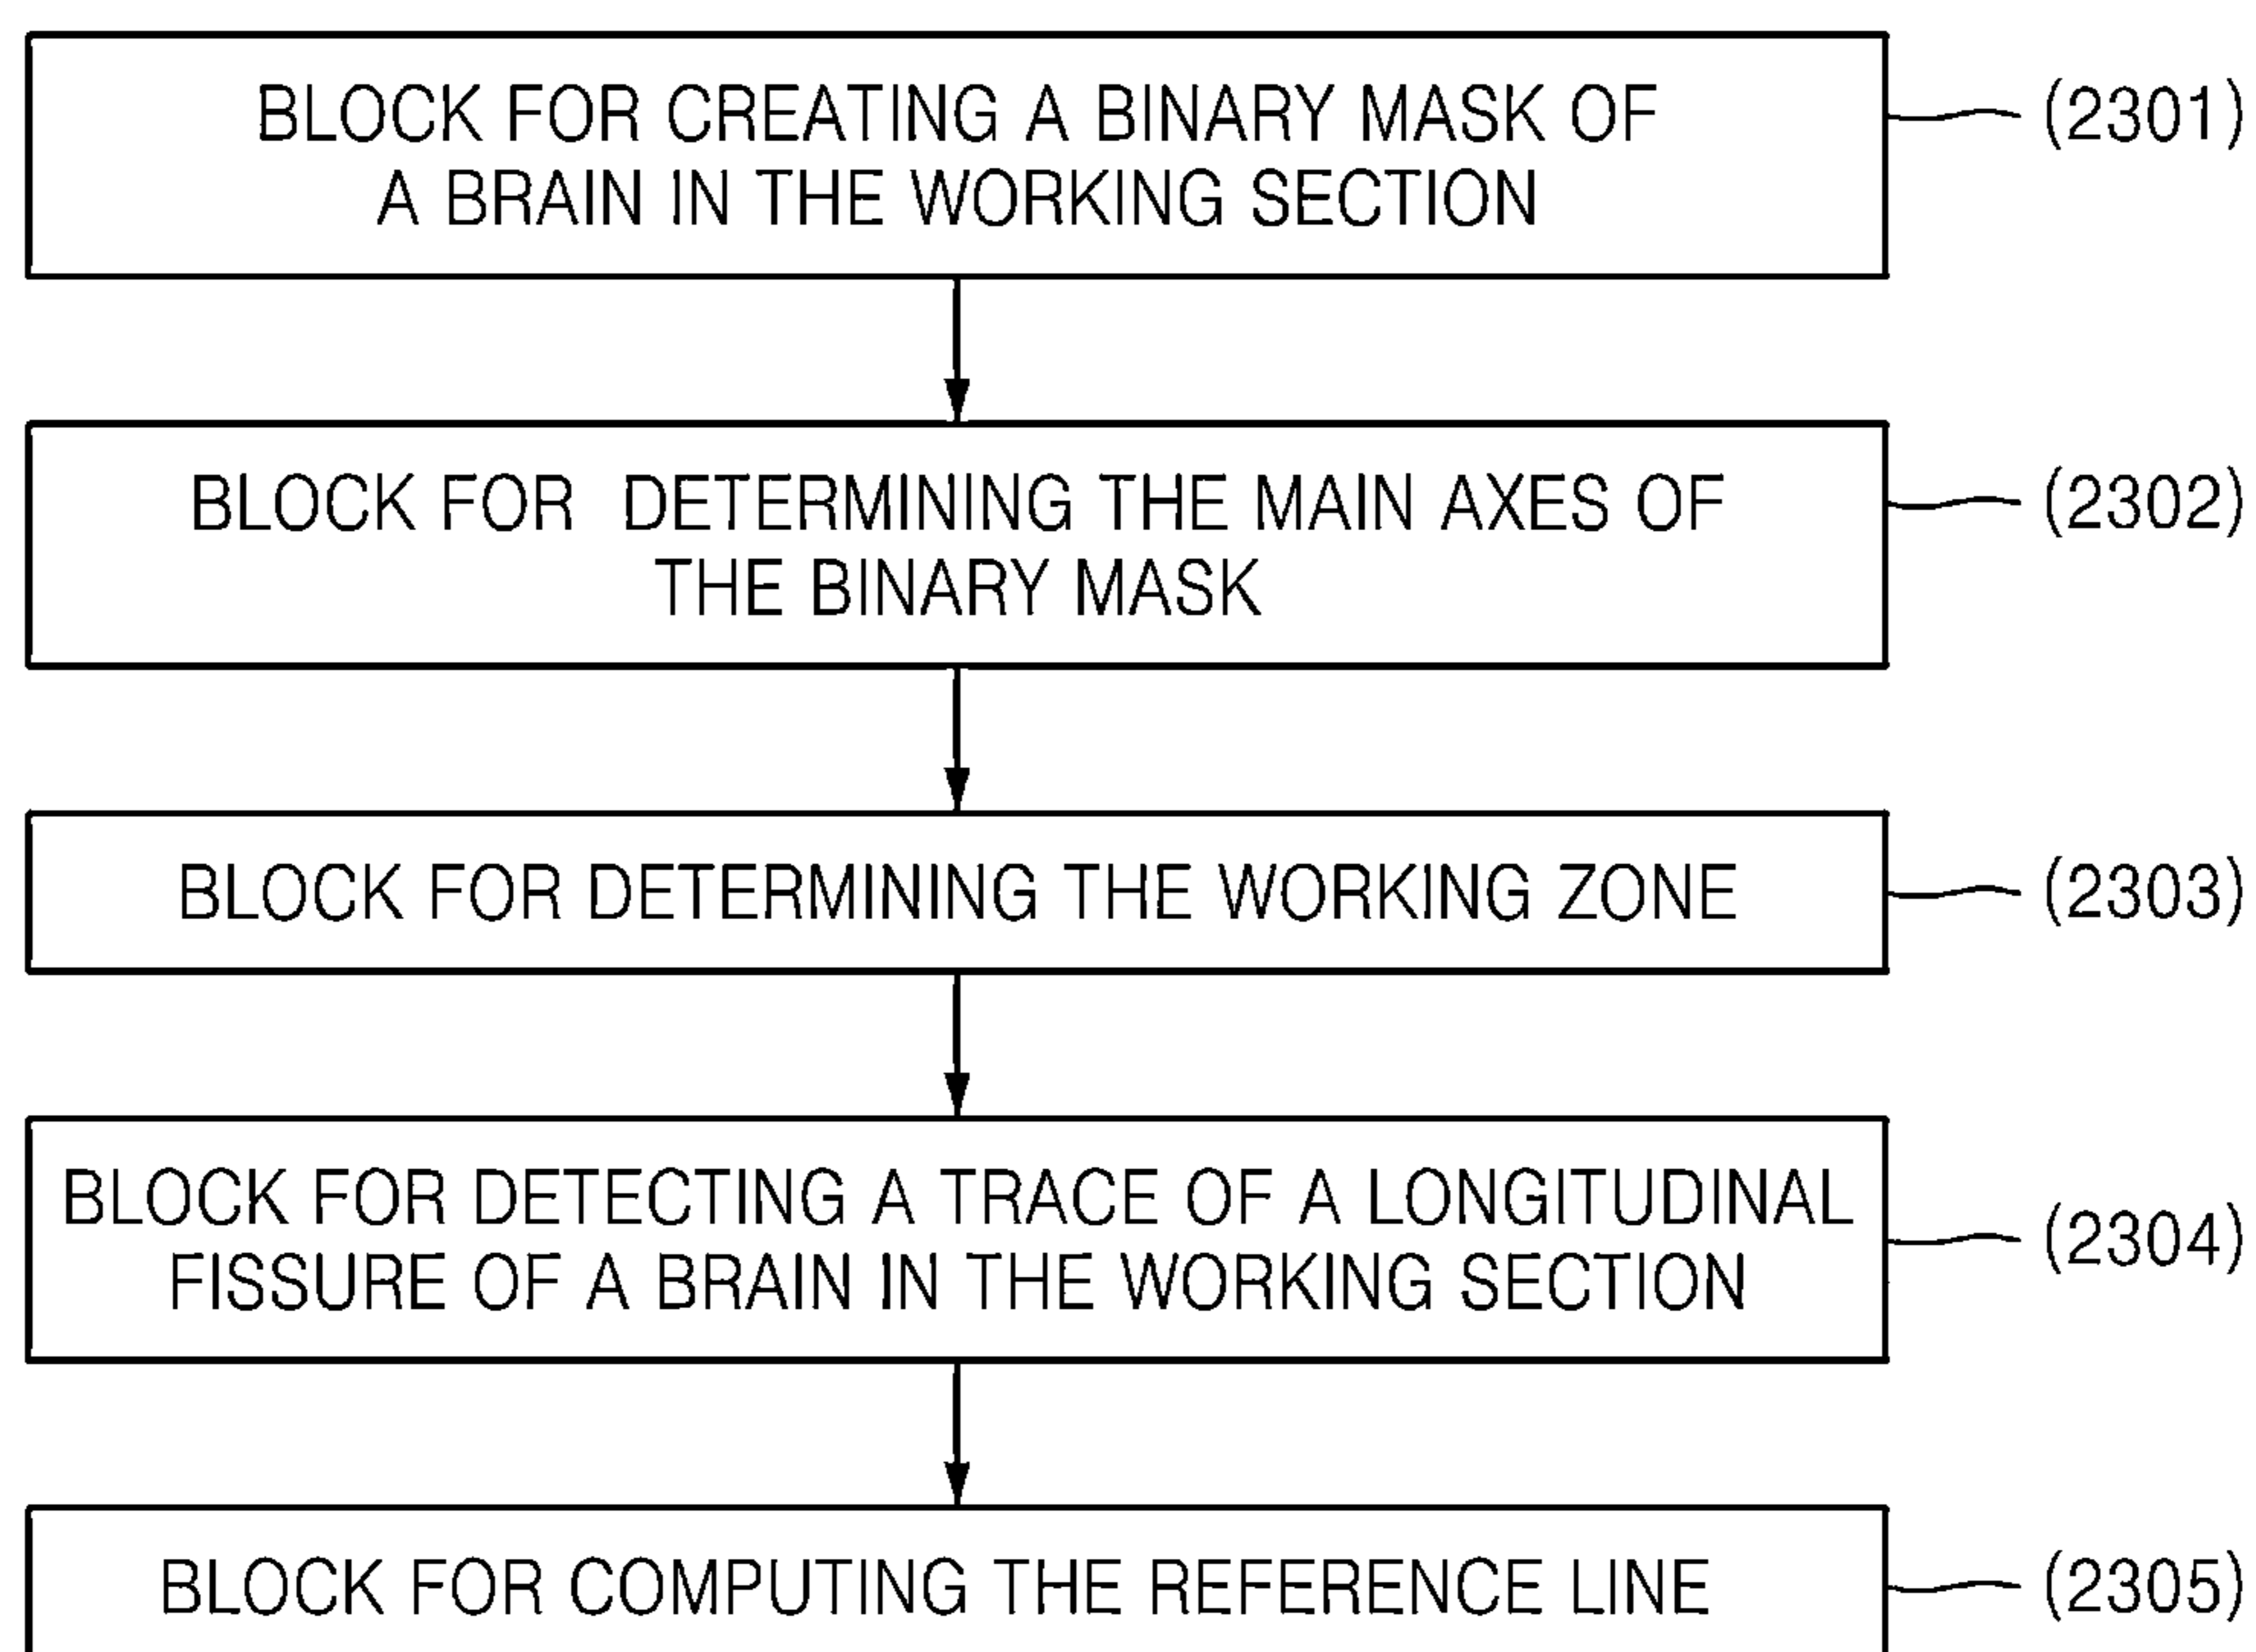 BLOCK FOR CREATING A BINARY MASK OF
A BRAIN IN THE WORKING SECTION
(2301)
BLOCK FOR DETERMINING THE MAIN AXES OF
THE BINARY MASK
(2302)
BLOCK FOR DETERMINING THE WORKING ZONE
(2303)
BLOCK FOR DETECTING A TRACE OF A LONGITUDINAL
FISSURE OF A BRAIN IN THE WORKING SECTION
(2304)
BLOCK FOR COMPUTING THE REFERENCE LINE
(2305)